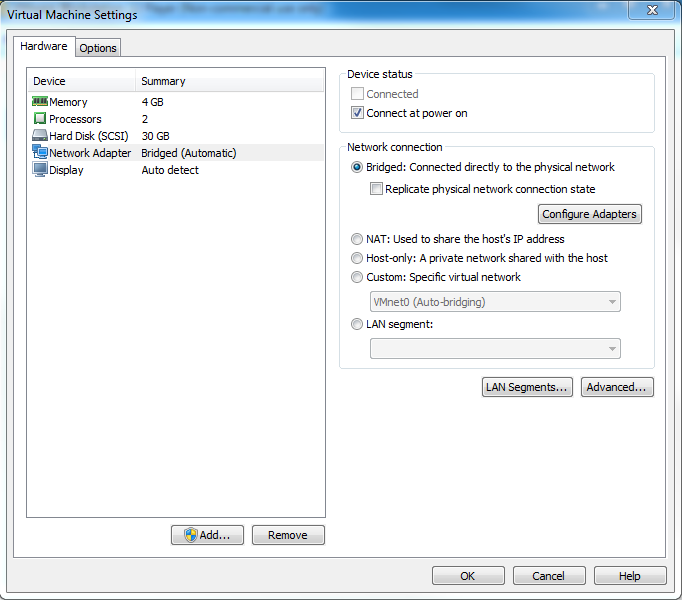 Virtual Machine Settings
Hardware
Options
Device Summary
Memory 4 GB
Processors 2
Hard Disk (SCSI) 30 GB
Network Adapter Bridged (Automatic)
Display Auto detect
Add...
Remove
Device status
Connected
Connect at power on
Network connection
Bridged: Connected directly to the physical network
Replicate physical network connection state
Configure Adapters
NAT: Used to share the host's IP address
Host-only: A private network shared with the host
Custom: Specific virtual network
VMnet0 (Auto-bridging)
LAN segment:
LAN Segments...
Advanced...
OK
Cancel
Help